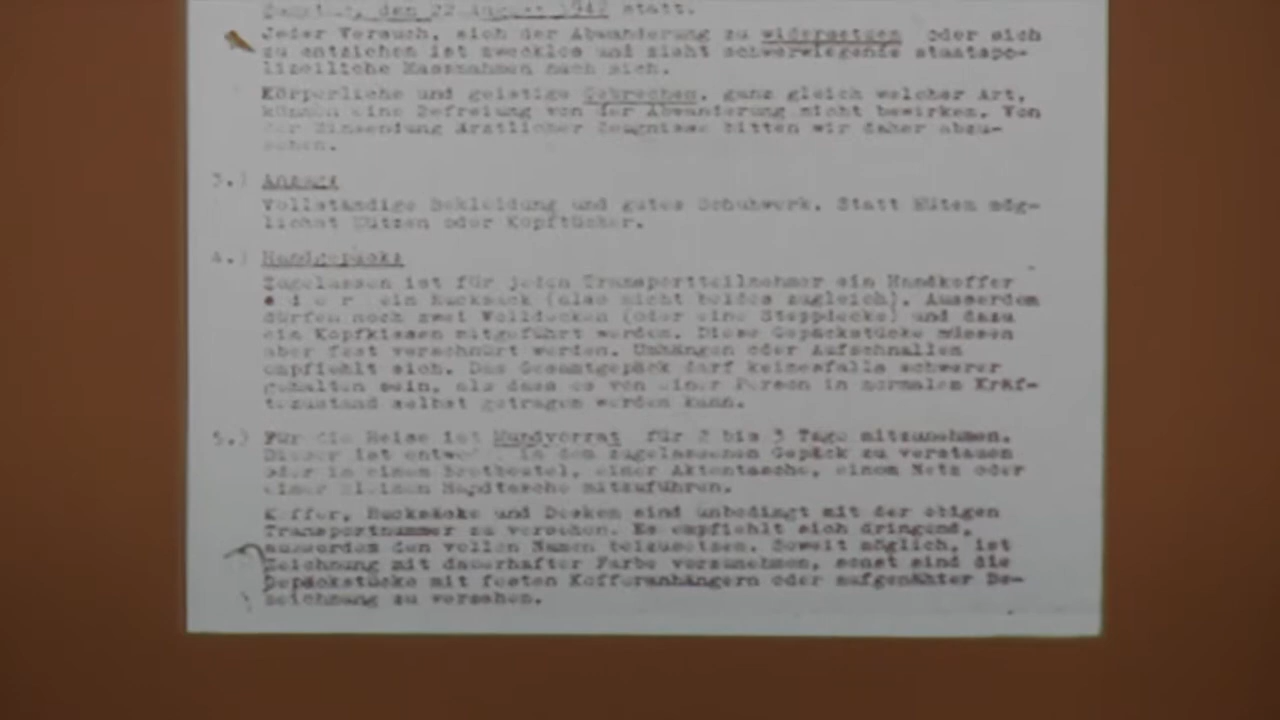 Samstag, den 22 August 1942 statt.
Jeder Versuch, sich der Abwanderung zu widersetzen oder sich
zu entziehen ist zwecklos und zieht schwerwiegende staatspo-
lizeiliche Massnahmen nach sich.
Körperliche und geistige Gebrechen, ganz gleich welcher Art,
können eine Befreiung von der Abwanderung nicht bewirken. Von
der Einsendung ärztlicher Zeugnisse bitten wir daher abzu-
sehen.
3.) Anzug:
Vollständige Bekleidung und gutes Schuhwerk. Statt Hüten mög-
lichst Mützen oder Kopftücher.
4.) Handgepäck:
Zugelassen ist für jeden Transportteilnehmer ein Handkoffer
o d e r ein Rucksack (also nicht beides zugleich). Ausserdem
dürfen noch zwei Wolldecken (oder eine Steppdecke) und dazu
ein Kopfkissen mitgeführt werden. Diese Gepäckstücke müssen
aber fest verschnürt werden. Umhängen oder Aufschnallen
empfiehlt sich. Das Gesamtgepäck darf keinesfalls schwerer
gehalten sein, als dass es von einer Person in normalem Kräf-
tezustand selbst getragen werden kann.
5.) Für die Reise ist Mundvorrat für 2 bis 3 Tage mitzunehmen.
Dieser ist entweder in dem zugelassenen Gepäck zu verstauen
oder in einem Brotbeutel, einer Aktentasche, einem Netz oder
einer kleinen Handtasche mitzuführen.
Koffer, Rucksäcke und Decken sind unbedingt mit der obigen
Transportnummer zu versehen. Es empfiehlt sich dringend,
ausserdem den vollen Namen beizusetzen. Soweit möglich, ist
Zeichnung mit dauerhafter Farbe vorzunehmen, sonst sind die
Gepäckstücke mit festen Kofferanhängern oder aufgenähter Be-
zeichnung zu versehen.